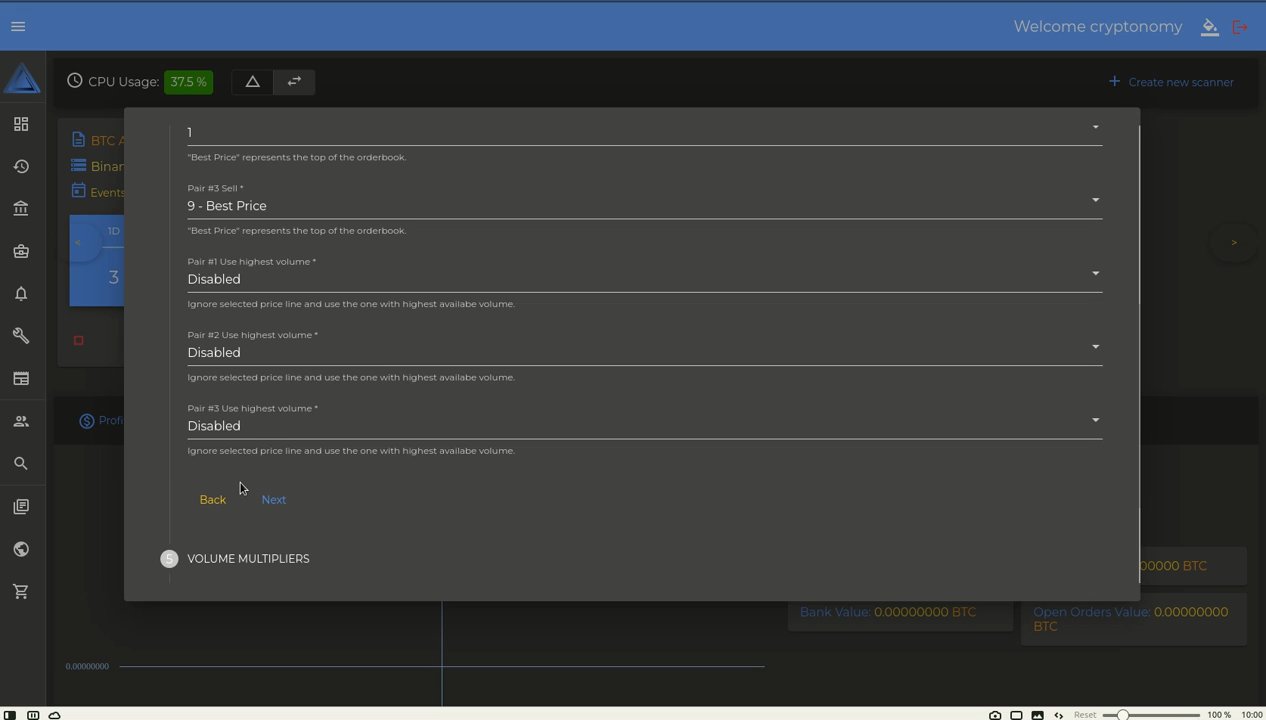 Welcome cryptonomy
CPU Usage: 37.5 %
Create new scanner
BTC A
Binan
Events
1D
3
<
>
1
"Best Price" represents the top of the orderbook.
Pair #3 Sell *
9 - Best Price
"Best Price" represents the top of the orderbook.
Pair #1 Use highest volume *
Disabled
Ignore selected price line and use the one with highest availabe volume.
Pair #2 Use highest volume *
Disabled
Ignore selected price line and use the one with highest availabe volume.
Pair #3 Use highest volume *
Disabled
Ignore selected price line and use the one with highest availabe volume.
Profi
Back Next
5 VOLUME MULTIPLIERS
00000 BTC
Bank Value: 0.00000000 BTC
Open Orders Value: 0.00000000
BTC
0.00000000
Reset 100 % 10:00